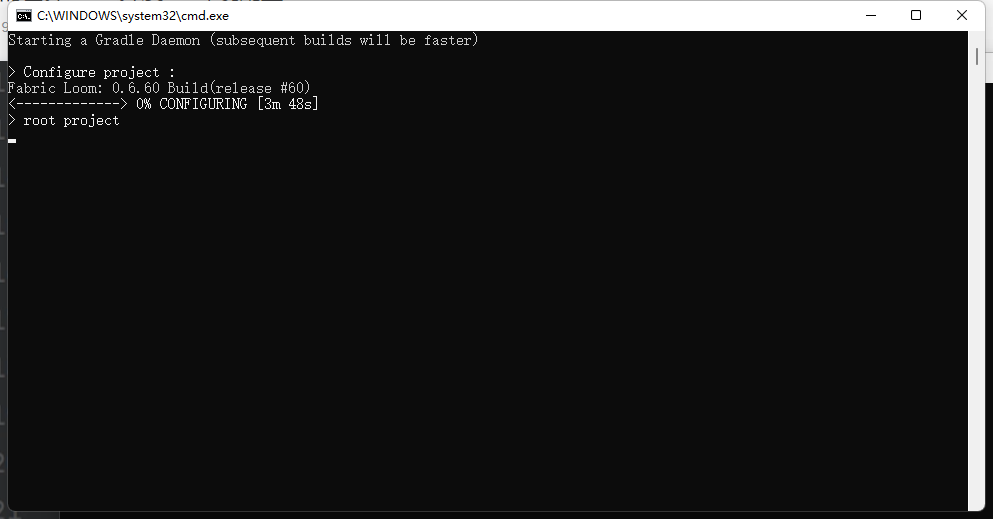 C:\WINDOWS\system32\cmd.exe
Starting a Gradle Daemon (subsequent builds will be faster)
> Configure project :
Fabric Loom: 0.6.60 Build(release #60)
<-------------> 0% CONFIGURING [3m 48s]
> root project